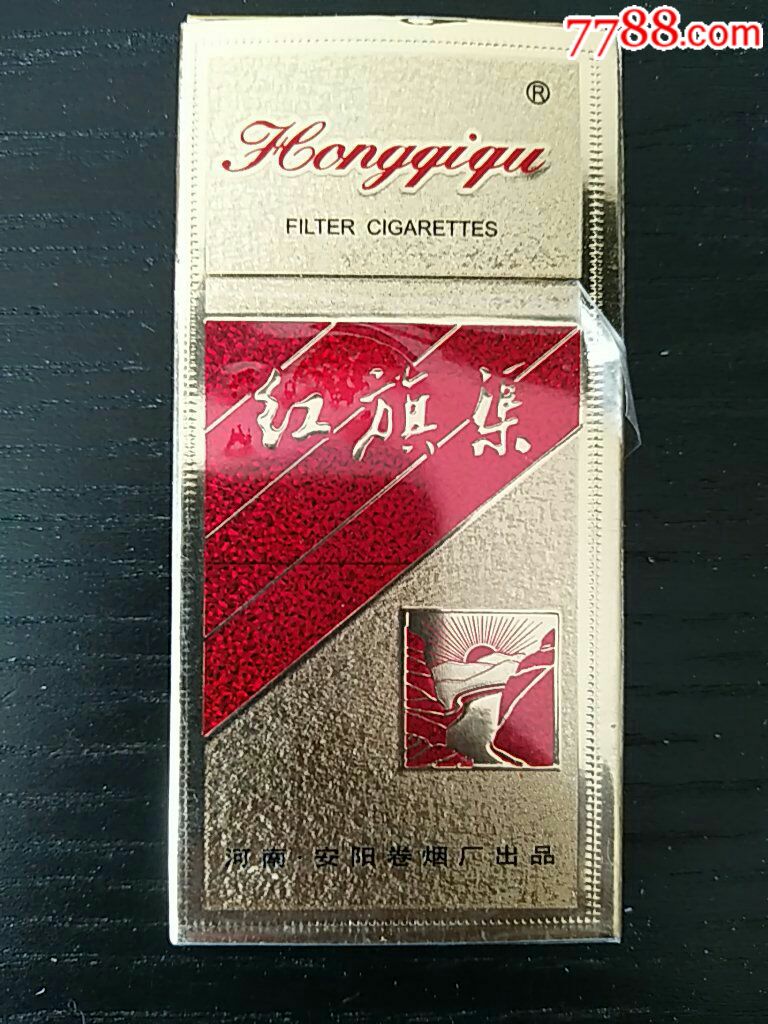 7788.com
®
Hongqiqu
FILTER CIGARETTES
红旗渠
河南·安阳卷烟厂出品